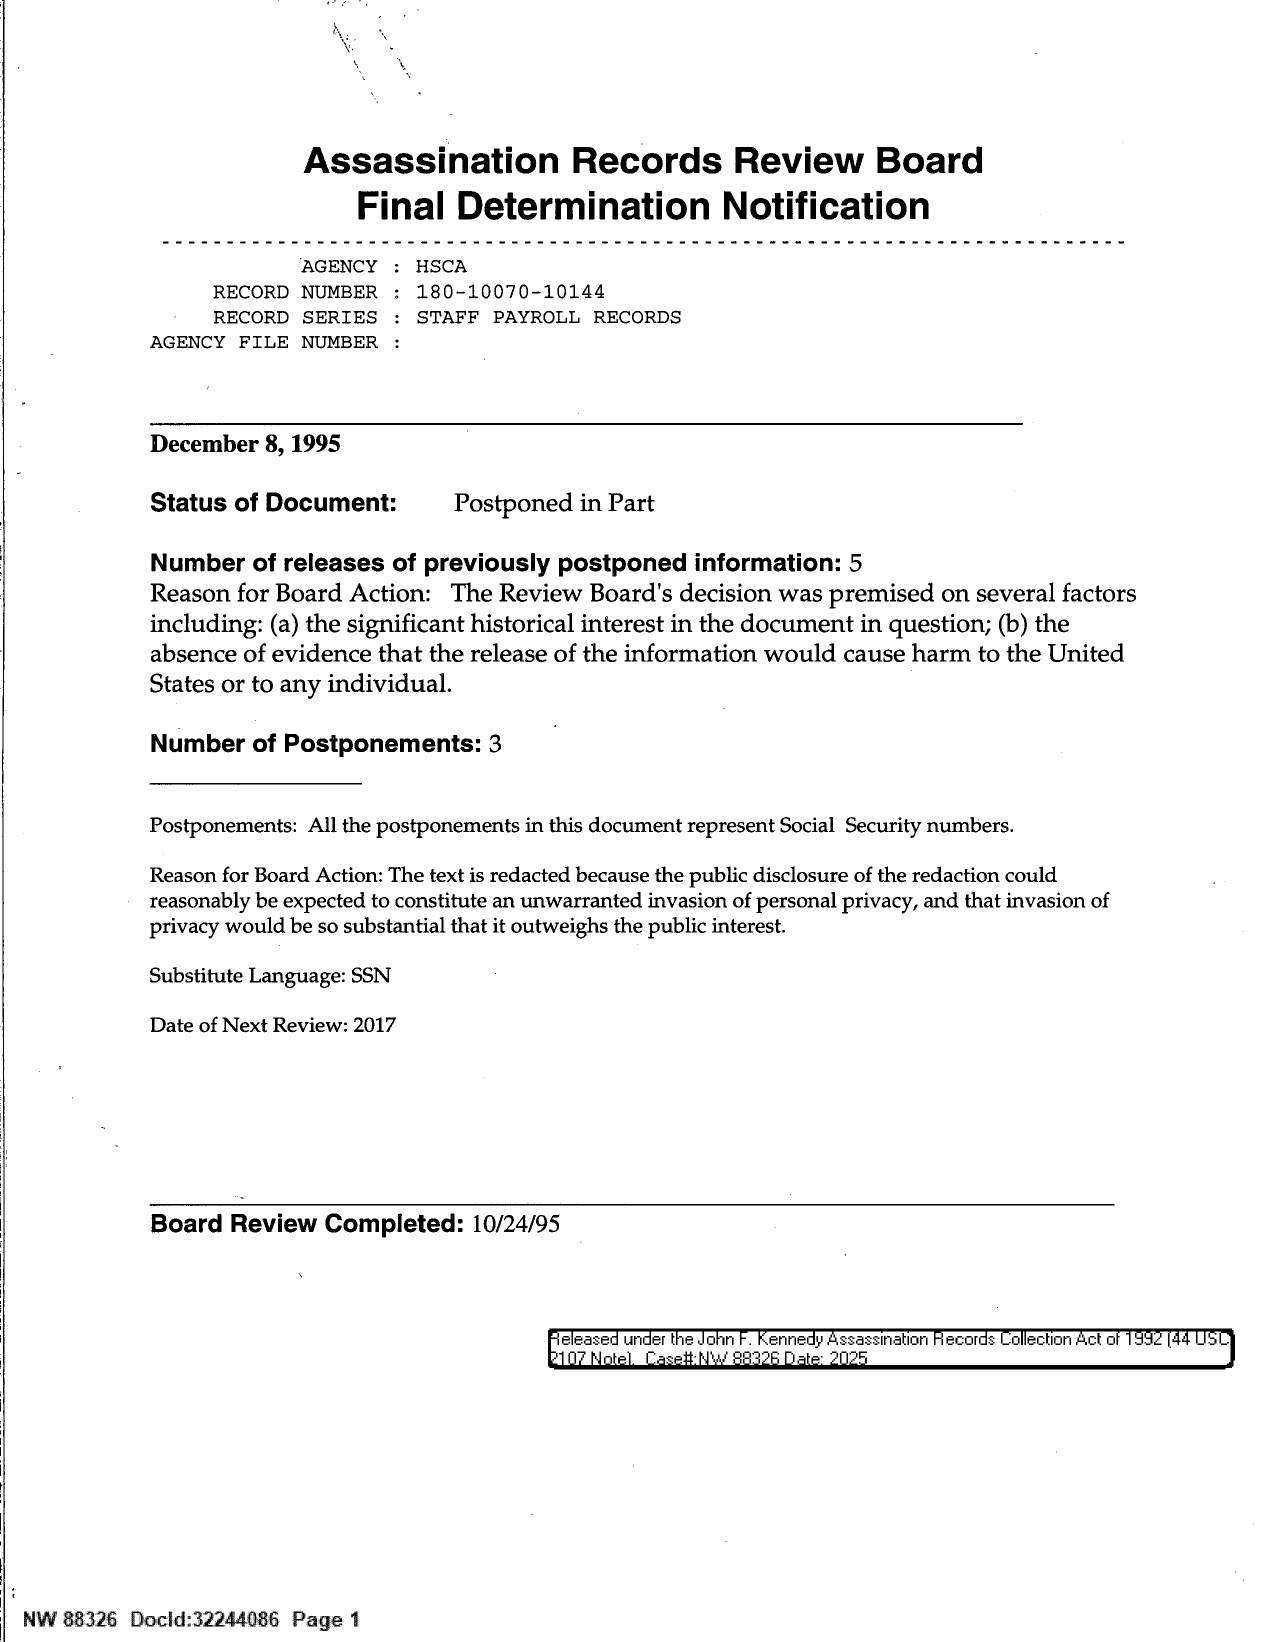 Assassination Records Review Board
Final Determination Notification
AGENCY : HSCA
RECORD NUMBER : 180-10070-10144
RECORD SERIES : STAFF PAYROLL RECORDS
AGENCY FILE NUMBER :
December 8, 1995
Status of Document: Postponed in Part
Number of releases of previously postponed information: 5
Reason for Board Action: The Review Board's decision was premised on several factors
including: (a) the significant historical interest in the document in question; (b) the
absence of evidence that the release of the information would cause harm to the United
States or to any individual.
Number of Postponements: 3
Postponements: All the postponements in this document represent Social Security numbers.
Reason for Board Action: The text is redacted because the public disclosure of the redaction could
reasonably be expected to constitute an unwarranted invasion of personal privacy, and that invasion of
privacy would be so substantial that it outweighs the public interest.
Substitute Language: SSN
Date of Next Review: 2017
Board Review Completed: 10/24/95
Released under the John F. Kennedy Assassination Records Collection Act of 1992 (44 USC
2107 Note). Case#:NW 88326 Date: 2025
NW 88326 DocId:32244086 Page 1